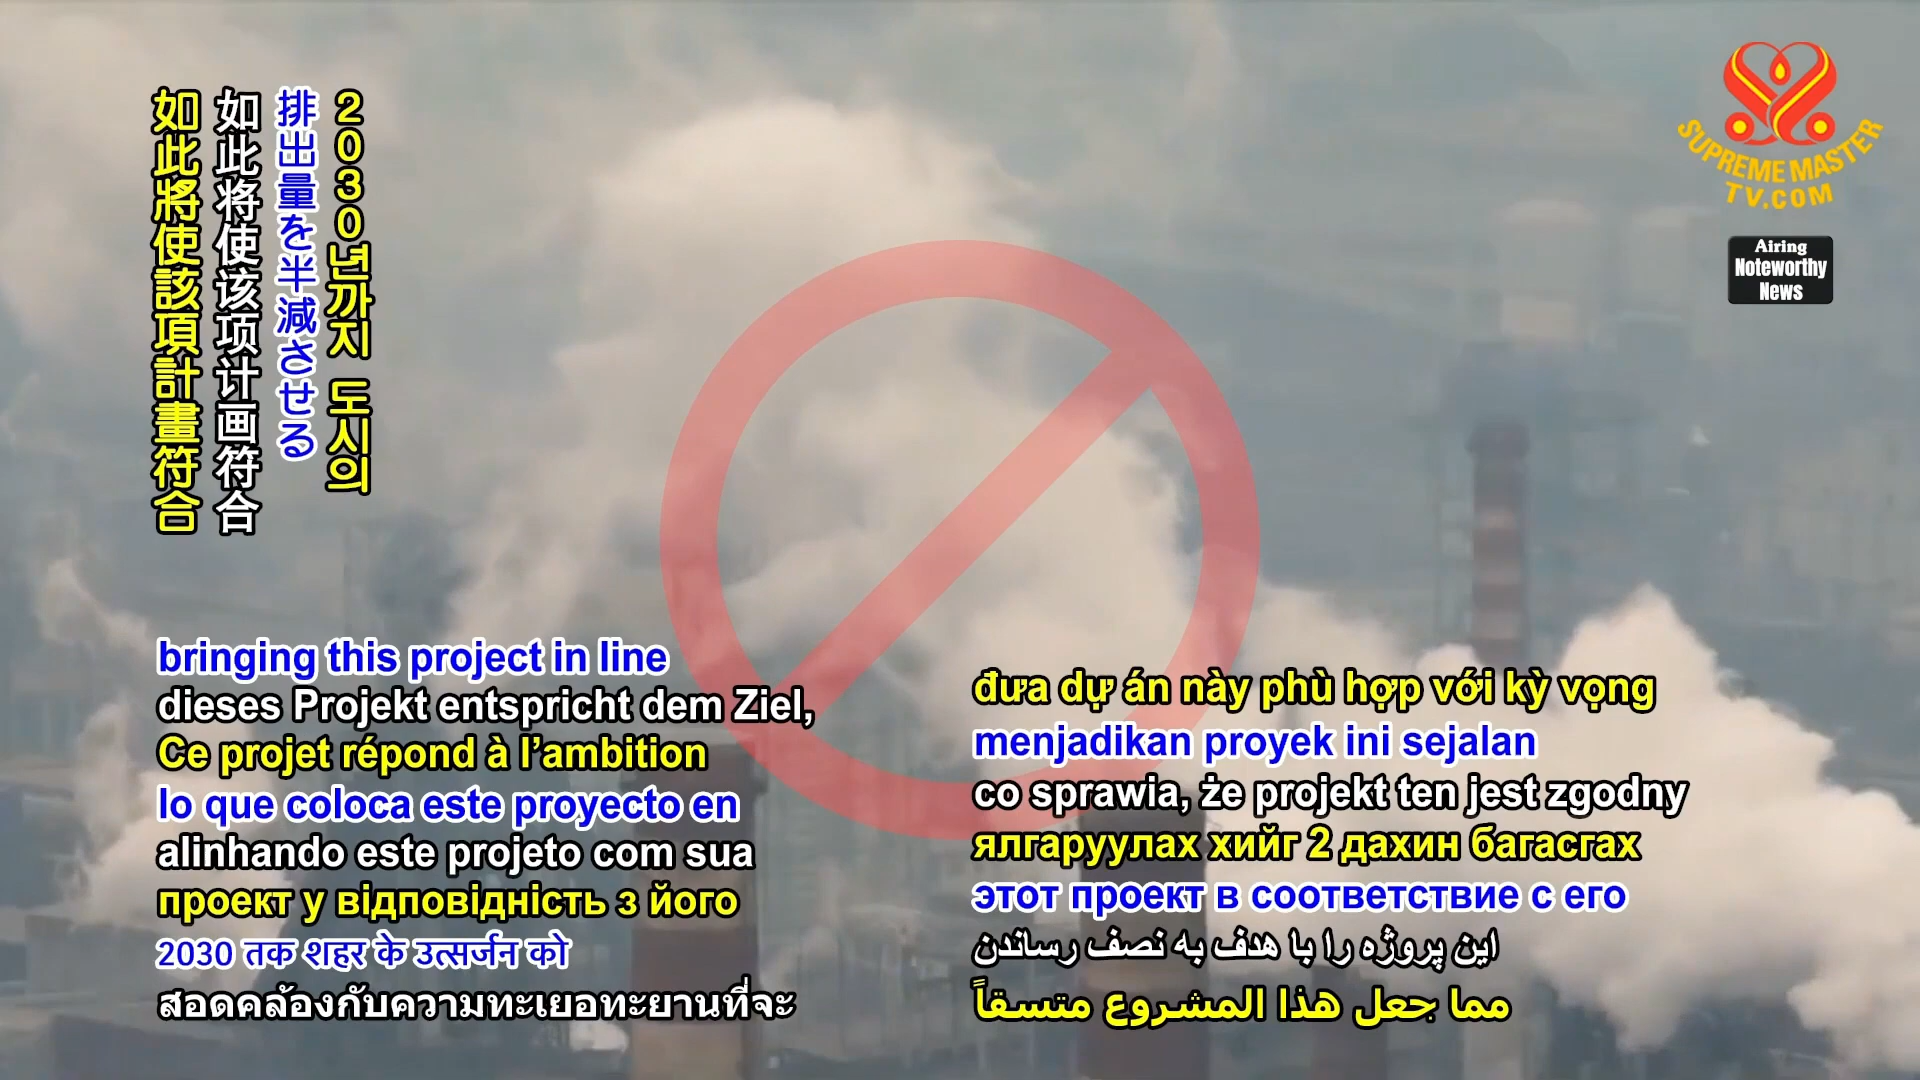 如此將使該項計畫符合
如此将使该项计画符合
排出量を半減させる
2030년까지 도시의
SUPREME MASTER
TV.COM
Airing
Noteworthy
News
bringing this project in line
dieses Projekt entspricht dem Ziel,
Ce projet répond à l’ambition
lo que coloca este proyecto en
alinhando este projeto com sua
проект у відповідність з його
2030 तक शहर के उत्सर्जन को
สอดคล้องกับความทะเยอทะยานที่จะ
đưa dự án này phù hợp với kỳ vọng
menjadikan proyek ini sejalan
co sprawia, że projekt ten jest zgodny
ялгаруулах хийг 2 дахин багасгах
этот проект в соответствие с его
این پروژه را با هدف به نصف رساندن
مما جعل هذا المشروع متسقاً